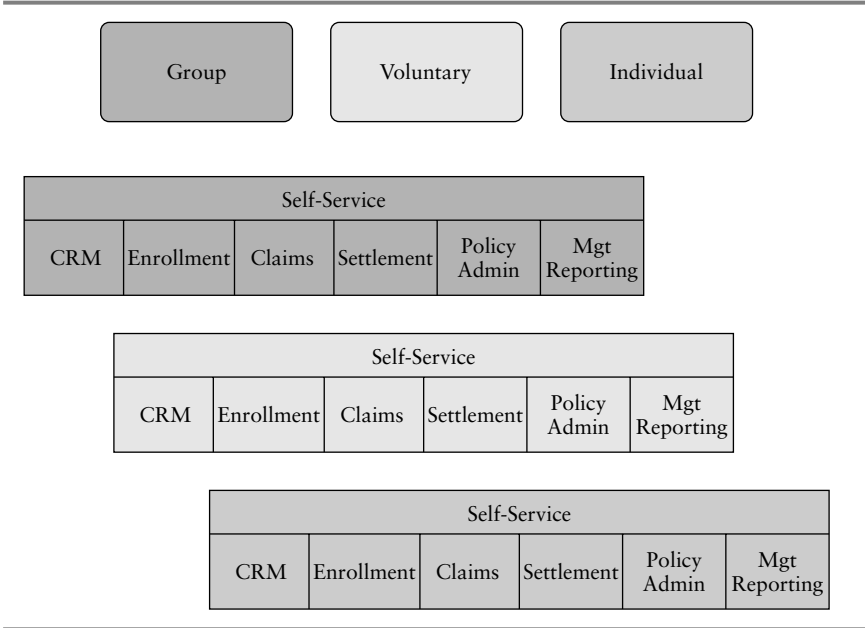 Group
Voluntary
Individual
Self-Service
CRM
Enrollment
Claims
Settlement
Policy
Admin
Mgt
Reporting
Self-Service
CRM
Enrollment
Claims
Settlement
Policy
Admin
Mgt
Reporting
Self-Service
CRM
Enrollment
Claims
Settlement
Policy
Admin
Mgt
Reporting